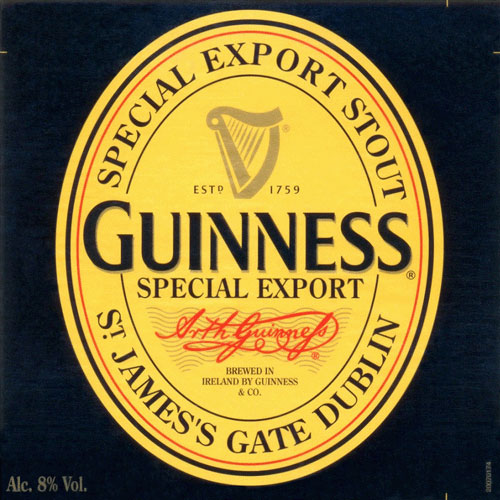 SPECIAL EXPORT STOUT
ESTD 1759
GUINNESS
SPECIAL EXPORT
Arth Guinness
BREWED IN
IRELAND BY GUINNESS
& CO.
ST. JAMES'S GATE DUBLIN
Alc. 8% Vol.